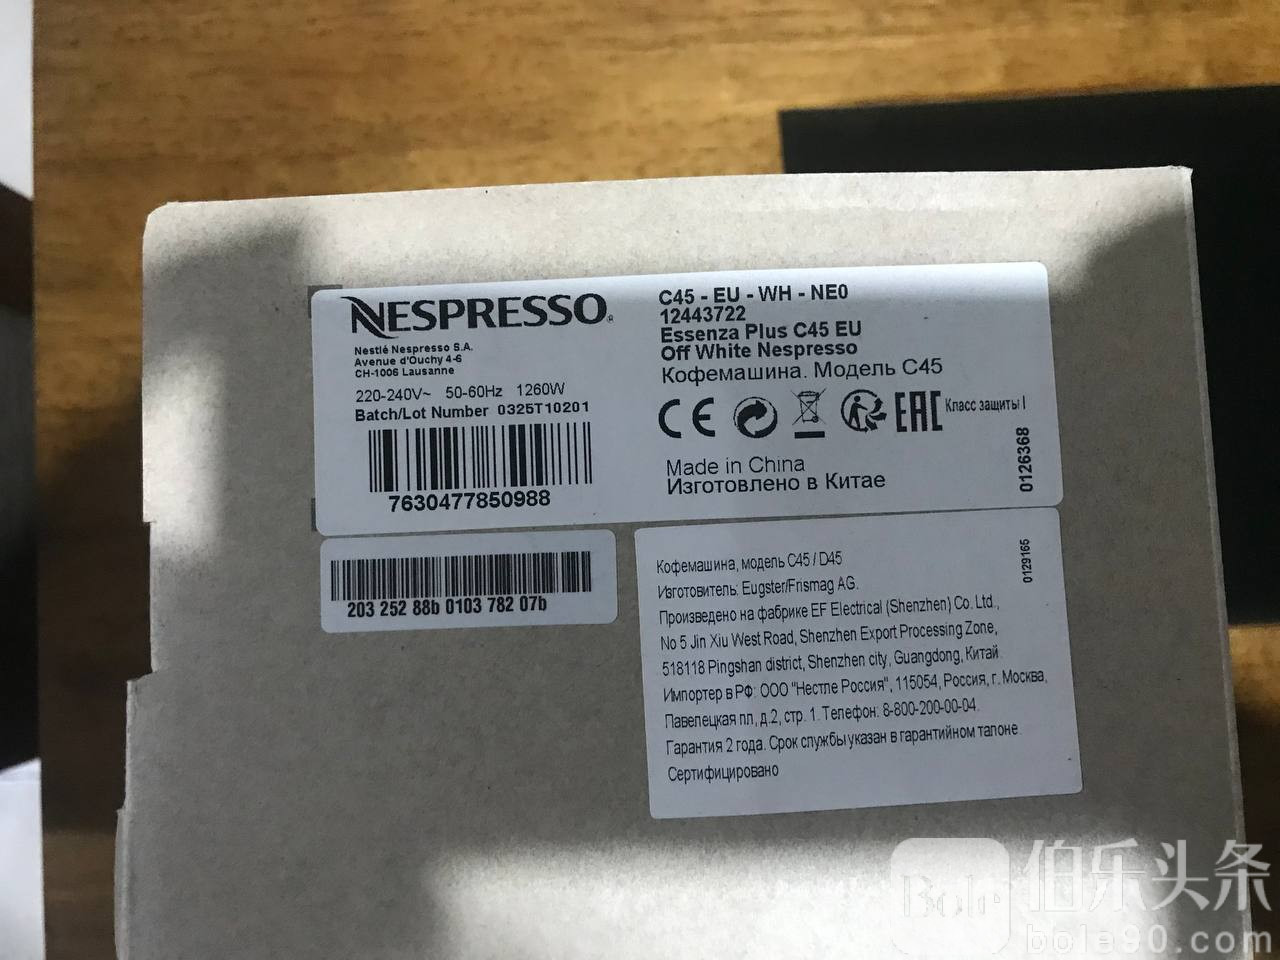 NESPRESSO
Nestlé Nespresso S.A.
Avenue d'Ouchy 4-6
CH-1006 Lausanne
220-240V~ 50-60Hz 1260W
Batch/Lot Number 0325T10201
7630477850988
C45 - EU - WH - NE0
12443722
Essenza Plus C45 EU
Off White Nespresso
Кофемашина. Модель C45
CE EAC Класс защиты I
Made in China
Изготовлено в Китае
0126368
203 252 88b 0103 782 07b
Кофемашина, модель C45 / D45
Изготовитель: Eugster/Frismag AG.
Произведено на фабрике EF Electrical (Shenzhen) Co. Ltd.,
No 5 Jin Xiu West Road, Shenzhen Export Processing Zone,
518118 Pingshan district, Shenzhen city, Guangdong, Китай.
Импортер в РФ: ООО "Нестле Россия", 115054, Россия, г. Москва,
Павелецкая пл, д.2, стр. 1. Телефон: 8-800-200-00-04.
Гарантия 2 года. Срок службы указан в гарантийном талоне.
Сертифицировано
0129165
Bole 伯乐头条
bole90.com